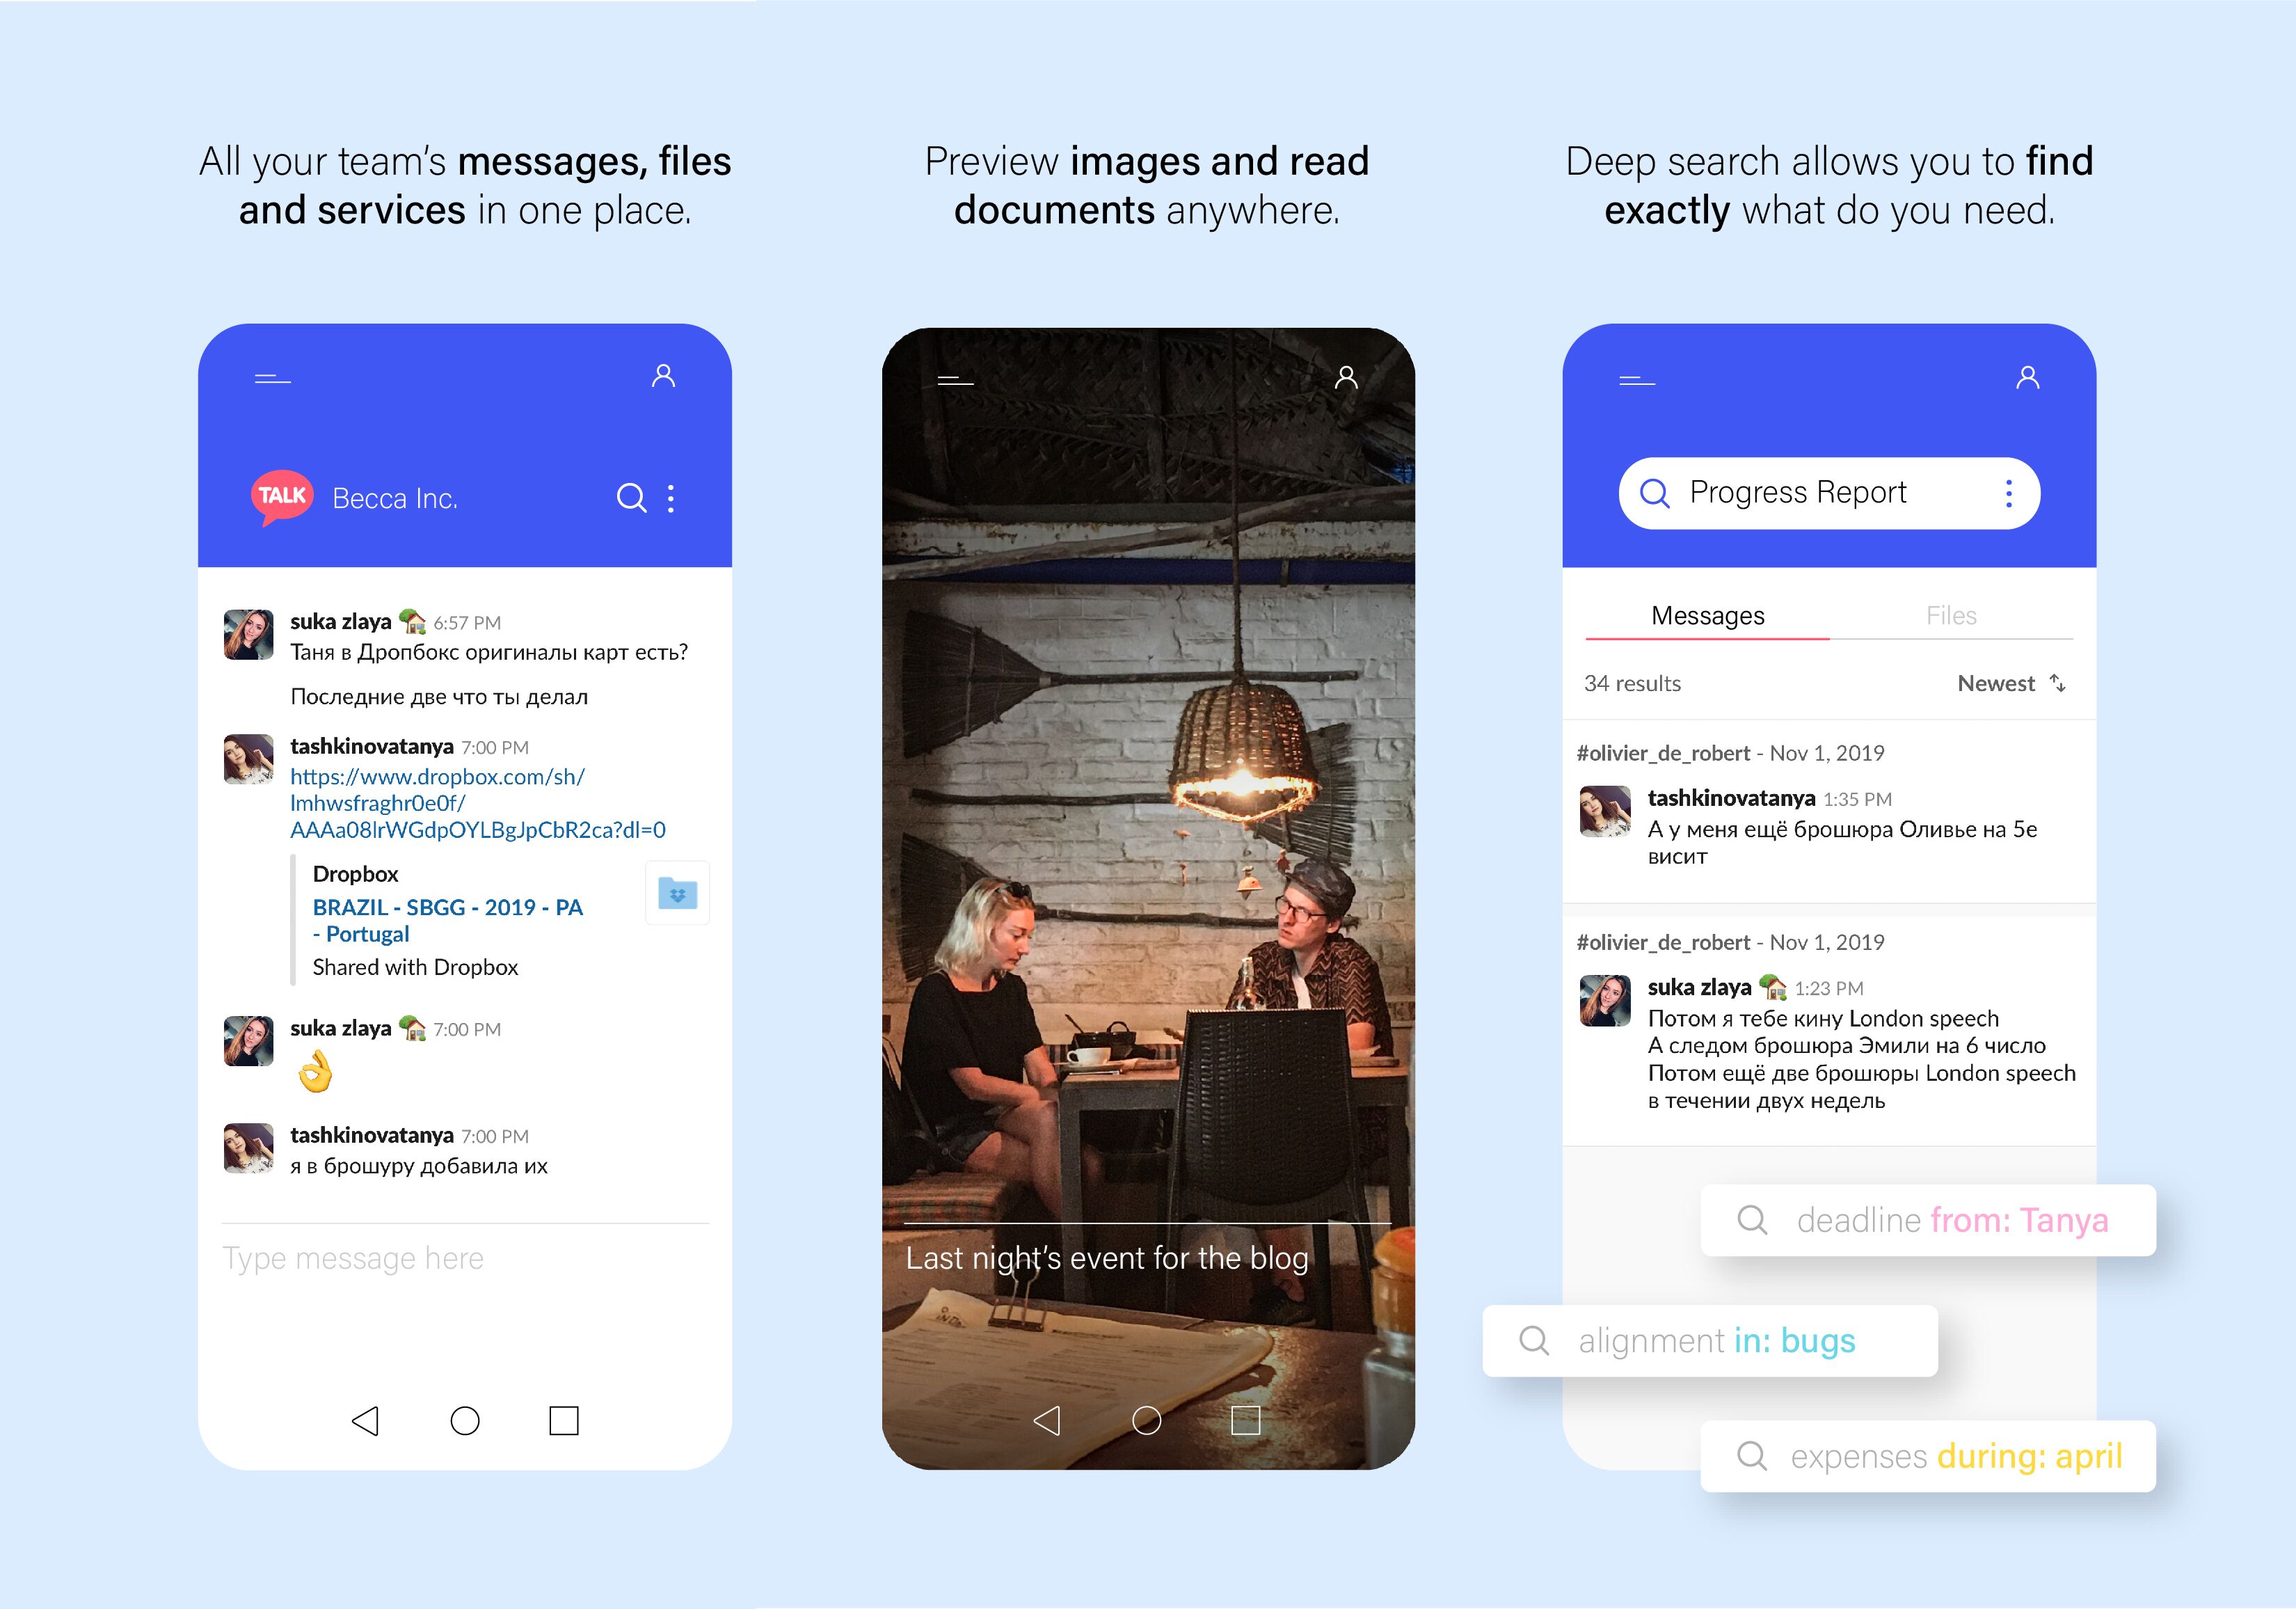 All your team’s messages, files
and services in one place.
TALK
Becca Inc.
suka zlaya 6:57 PM
Таня в Дропбокс оригиналы карт есть?
Последние две что ты делал
tashkinovatanya 7:00 PM
https://www.dropbox.com/sh/
lmhwsfraghr0e0f/
AAAa08lrWGdpOYLBgJpCbR2ca?dl=0
Dropbox
BRAZIL - SBGG - 2019 - PA
- Portugal
Shared with Dropbox
suka zlaya 7:00 PM
tashkinovatanya 7:00 PM
я в брошуру добавила их
Type message here
Preview images and read
documents anywhere.
Last night’s event for the blog
Deep search allows you to find
exactly what do you need.
Progress Report
Messages Files
34 results Newest
#olivier_de_robert - Nov 1, 2019
tashkinovatanya 1:35 PM
А у меня ещё брошюра Оливье на 5е
висит
#olivier_de_robert - Nov 1, 2019
suka zlaya 1:23 PM
Потом я тебе кину London speech
А следом брошюра Эмили на 6 число
Потом ещё две брошюры London speech
в течении двух недель
deadline from: Tanya
alignment in: bugs
expenses during: april